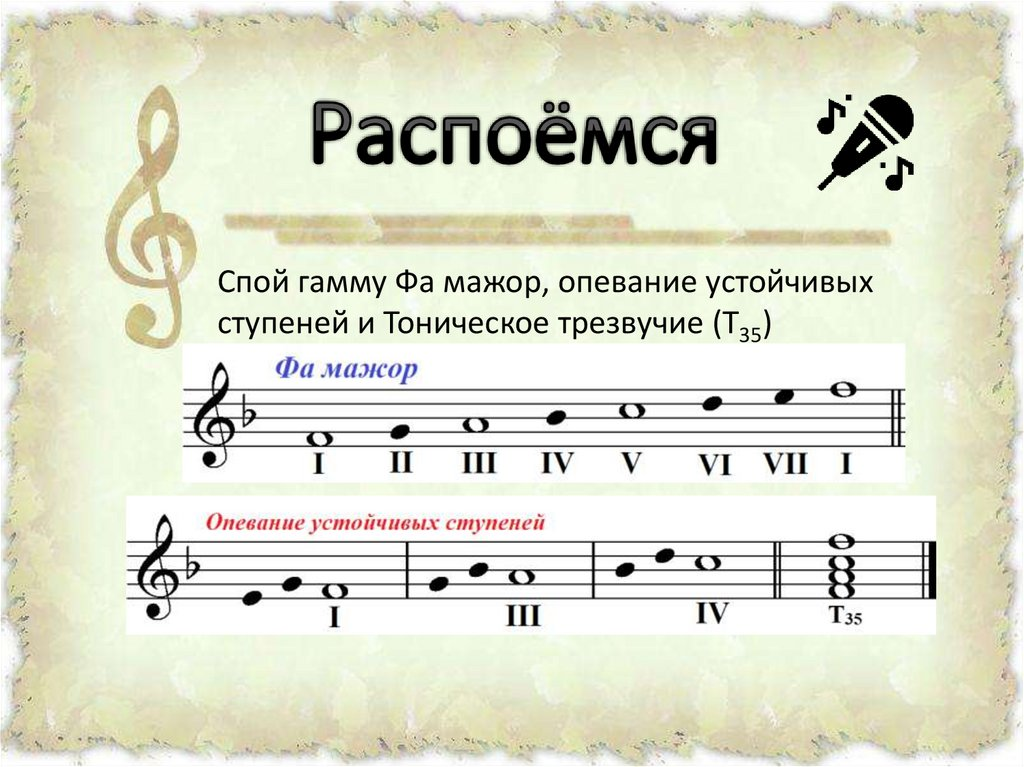 Распоёмся
Спой гамму Фа мажор, опевание устойчивых
ступеней и Тоническое трезвучие (Т35)
Фа мажор
I II III IV V VI VII I
Опевание устойчивых ступеней
I III IV Т35